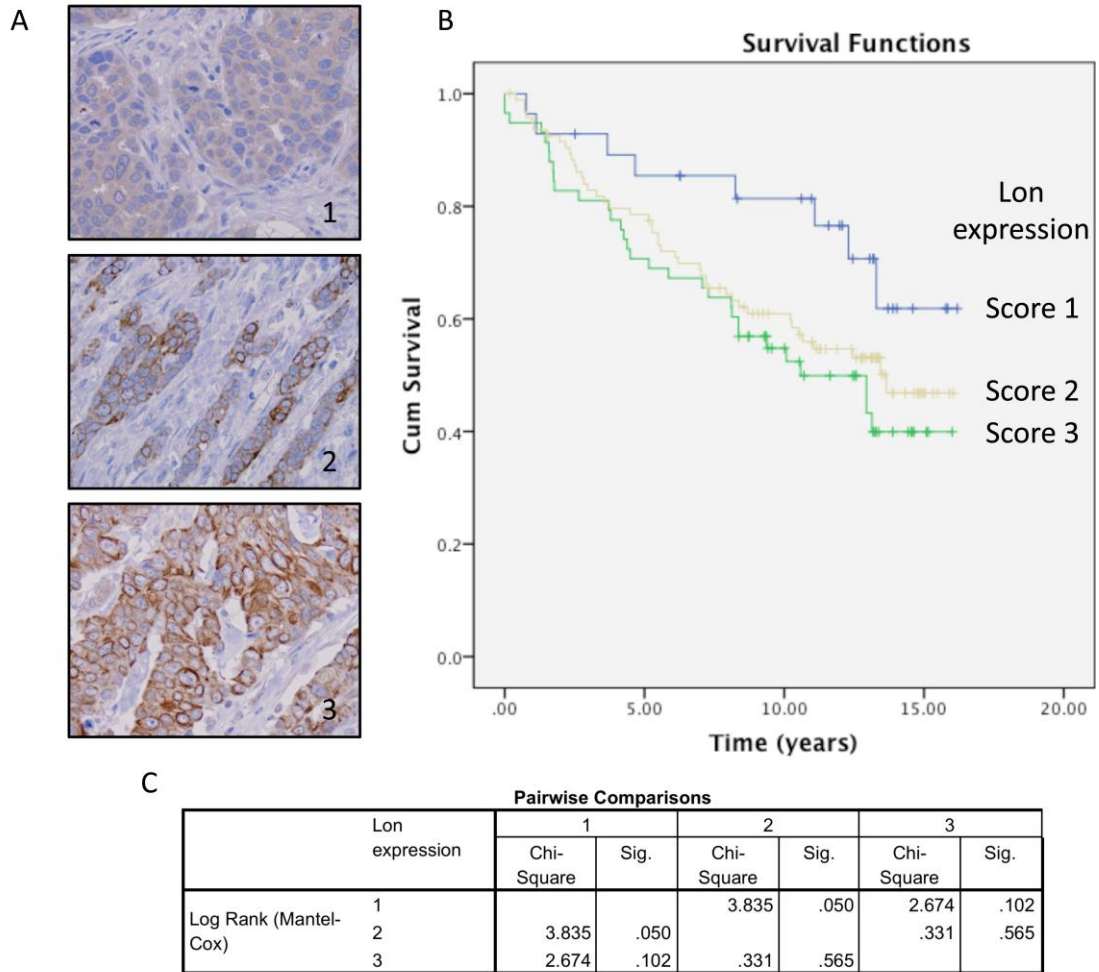 A
1
2
3
B
Survival Functions
Cum Survival
1.0
0.8
0.6
0.4
0.2
0.0
.00 5.00 10.00 15.00 20.00
Time (years)
Lon
expression
Score 1
Score 2
Score 3
C
Pairwise Comparisons
Lon
expression
1 2 3
Chi-
Square
Sig.
Chi-
Square
Sig.
Chi-
Square
Sig.
Log Rank (Mantel-
Cox)
1 3.835 .050 2.674 .102
2 3.835 .050 .331 .565
3 2.674 .102 .331 .565